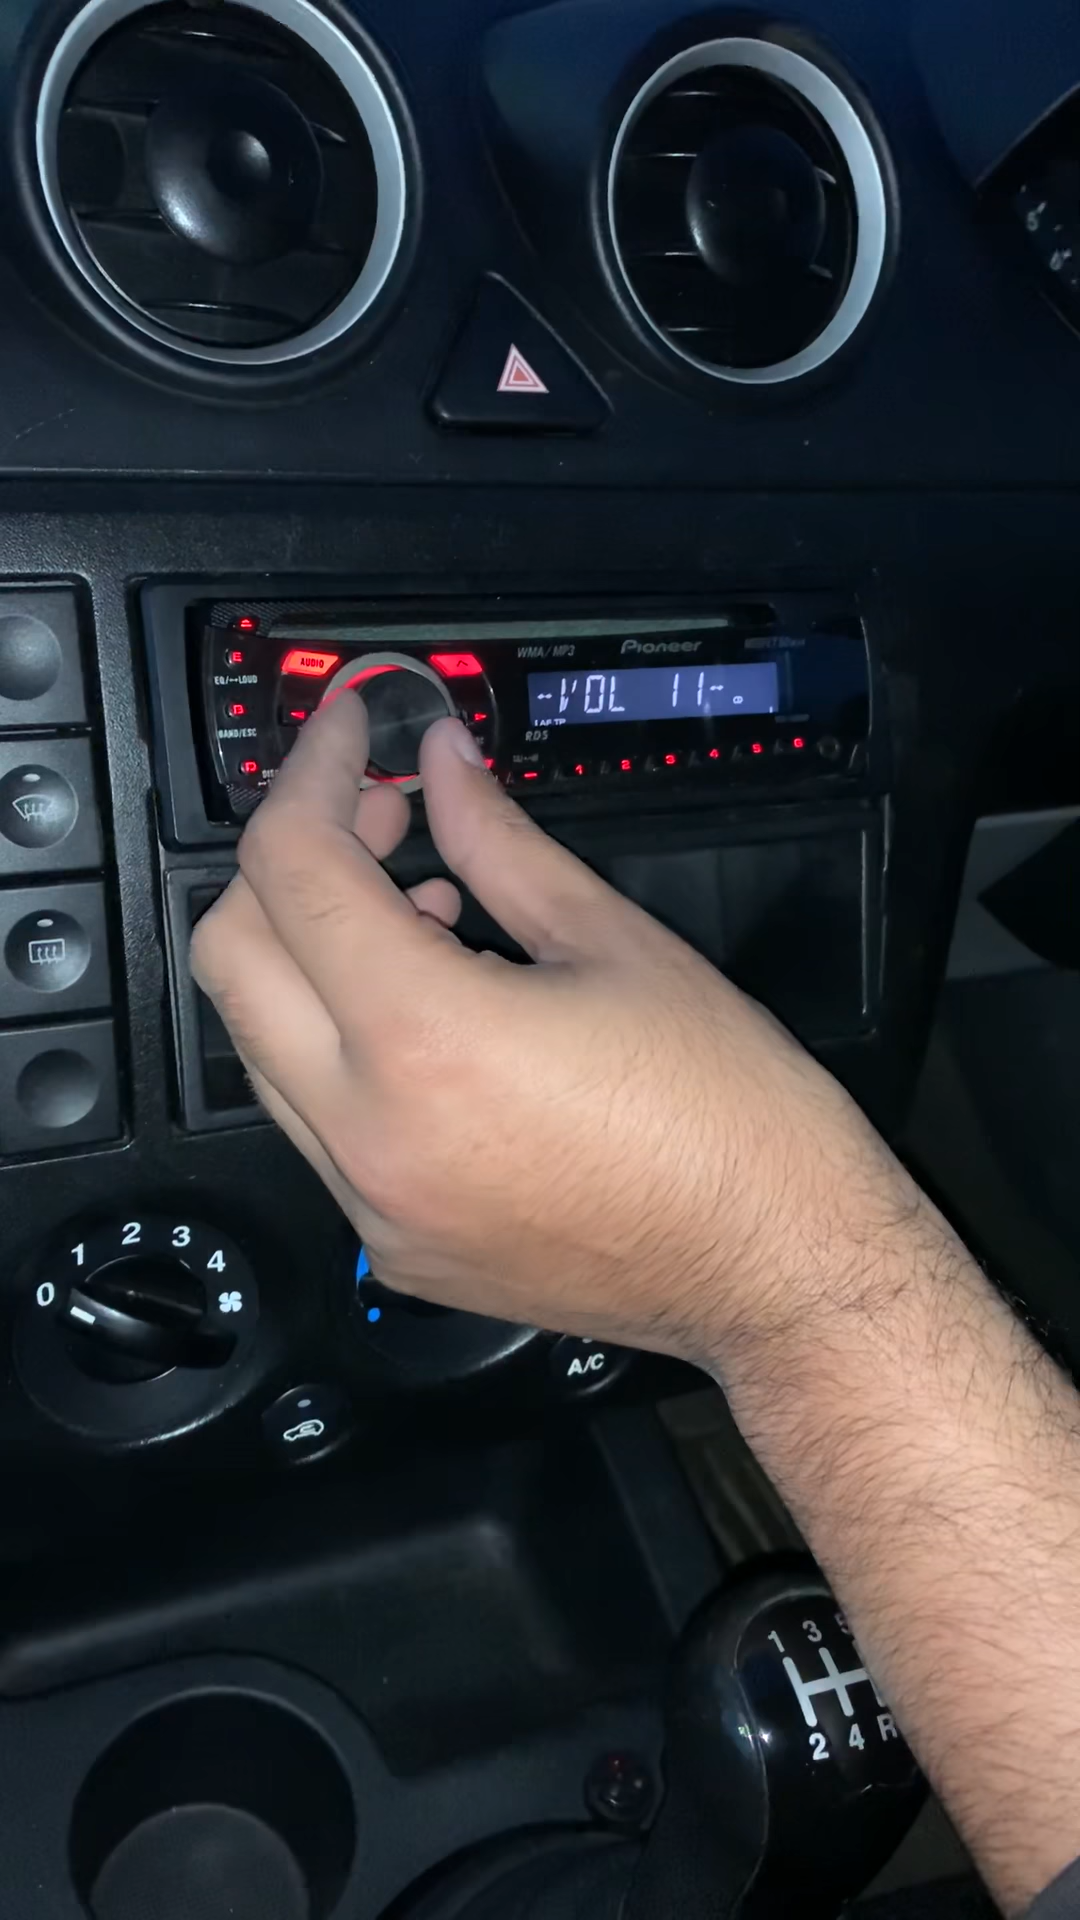 WMA/MP3
Pioneer
AUDIO
EQ/LOUD
VOL 11
BAND/ESC
RDS
1 2 3 4 5 6
0 1 2 3 4
A/C
1 3 5
2 4 R